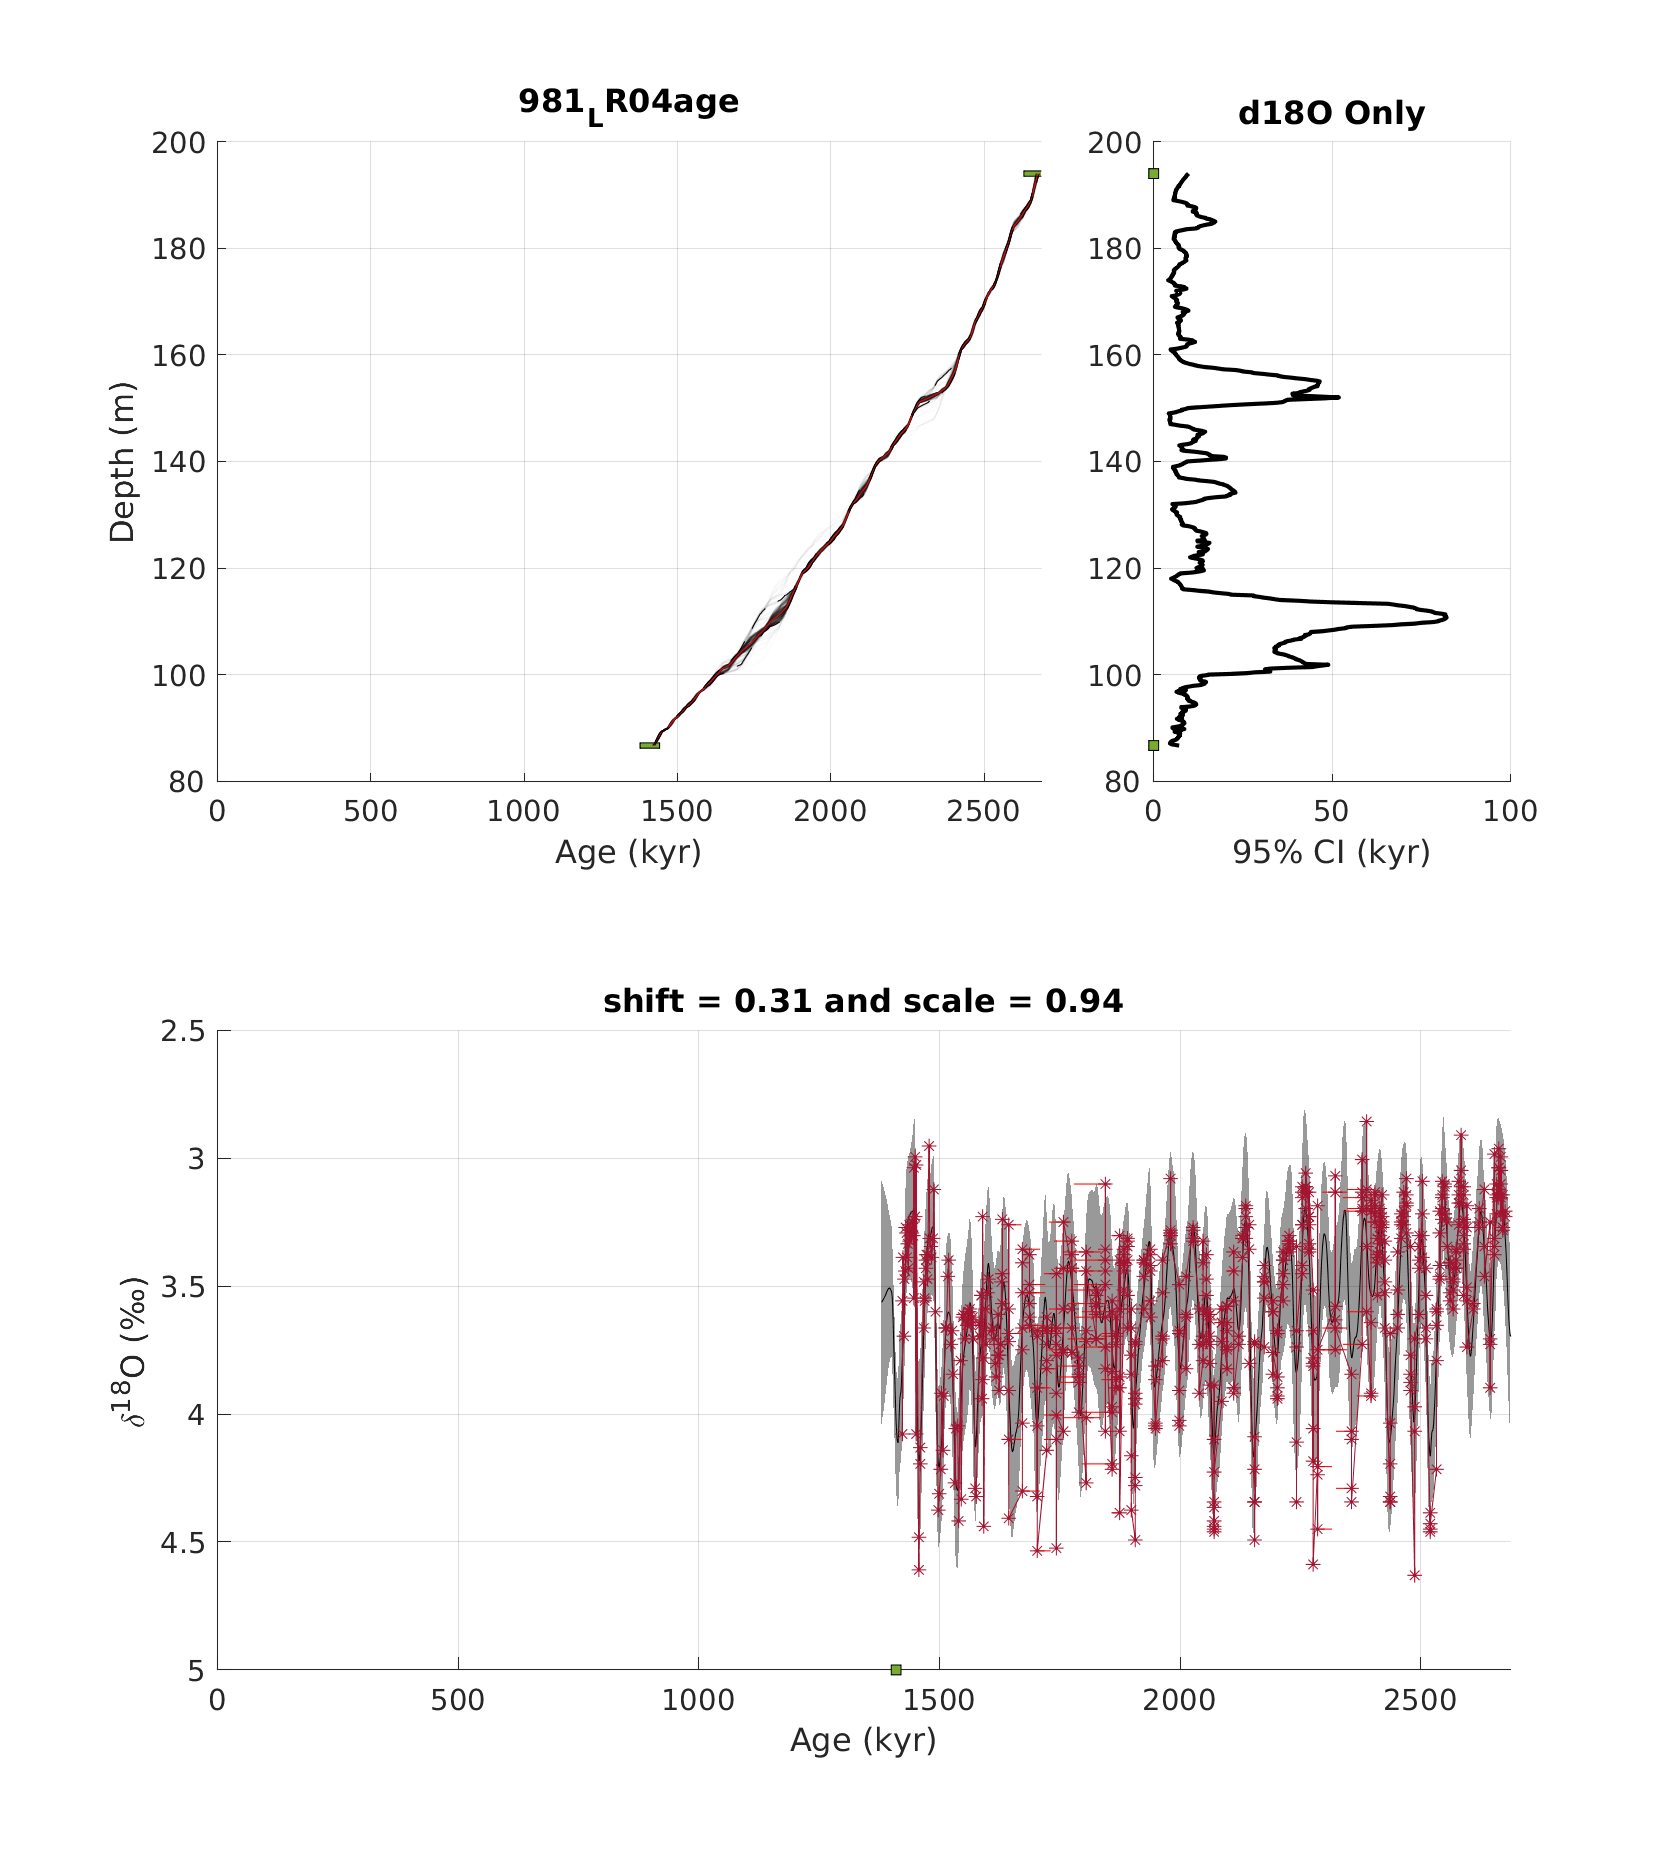 981LR04age
d18O Only
200
180
160
140
120
100
80
Depth (m)
0 500 1000 1500 2000 2500
Age (kyr)
200
180
160
140
120
100
80
0 50 100
95% CI (kyr)
shift = 0.31 and scale = 0.94
2.5
3
3.5
4
4.5
5
δ18O (‰)
0 500 1000 1500 2000 2500
Age (kyr)